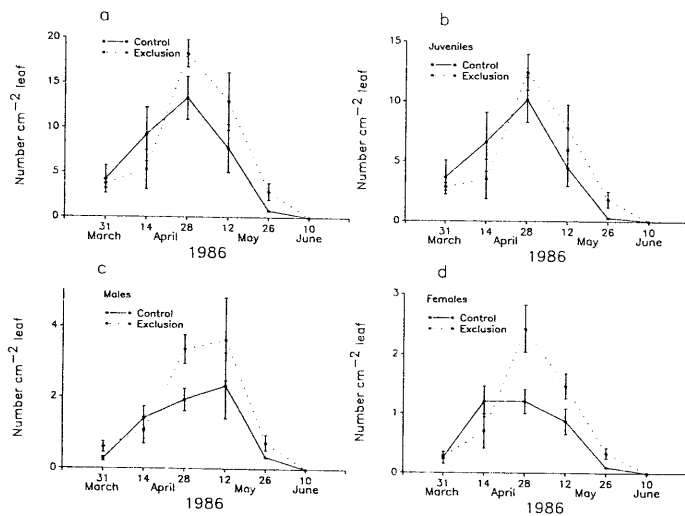 a
Control
Exclusion
20
15
10
5
0
Number cm⁻² leaf
31 14 28 12 26 10
March April May June
1986
b
Juveniles
Control
Exclusion
15
10
5
0
Number cm⁻² leaf
31 14 28 12 26 10
March April May June
1986
c
Males
Control
Exclusion
4
2
0
Number cm⁻² leaf
31 14 28 12 26 10
March April May June
1986
d
Females
Control
Exclusion
3
2
1
0
Number cm⁻² leaf
31 14 28 12 26 10
March April May June
1986